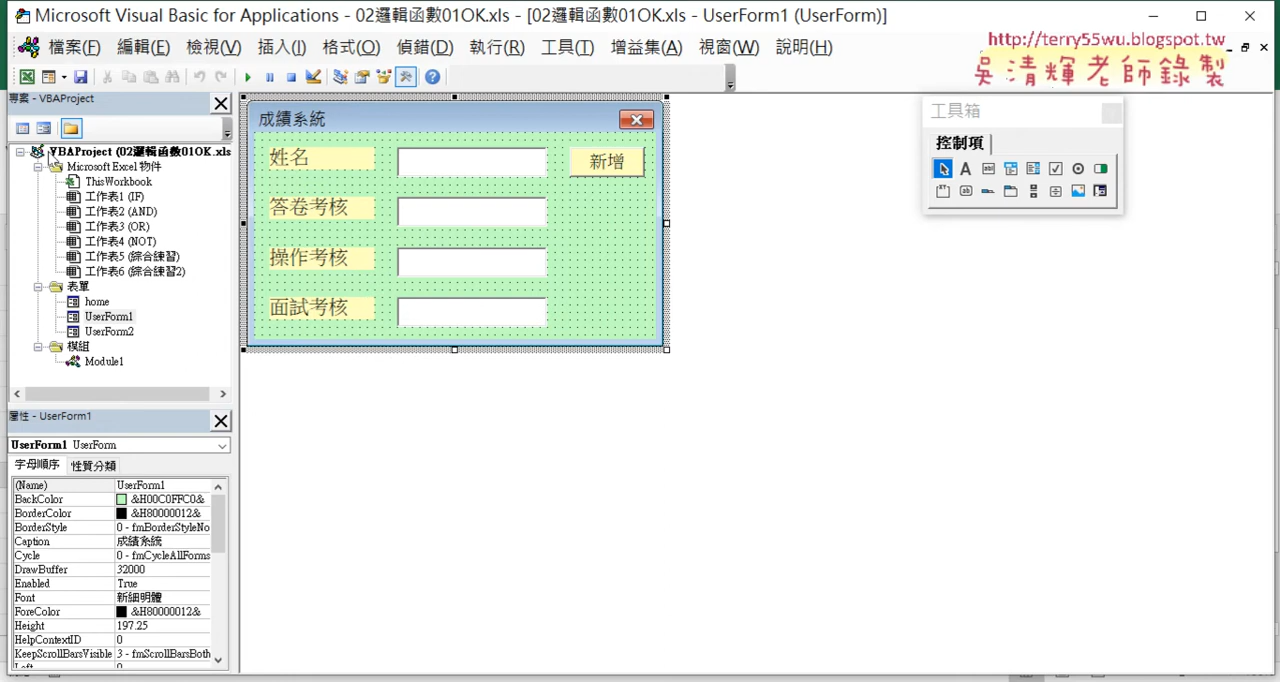 Microsoft Visual Basic for Applications - 02邏輯函數01OK.xls - [02邏輯函數01OK.xls - UserForm1 (UserForm)]
檔案(F) 編輯(E) 檢視(V) 插入(I) 格式(O) 偵錯(D) 執行(R) 工具(T) 增益集(A) 視窗(W) 說明(H)
http://terry55wu.blogspot.tw
吳清輝老師錄製
專案 - VBAProject
VBAProject (02邏輯函數01OK.xls
Microsoft Excel 物件
ThisWorkbook
工作表1 (IF)
工作表2 (AND)
工作表3 (OR)
工作表4 (NOT)
工作表5 (綜合練習)
工作表6 (綜合練習2)
表單
home
UserForm1
UserForm2
模組
Module1
成績系統
姓名
新增
答卷考核
操作考核
面試考核
工具箱
控制項
屬性 - UserForm1
UserForm1 UserForm
字母順序 性質分類
(Name) UserForm1
BackColor &H00C0FFC0&
BorderColor &H80000012&
BorderStyle 0 - fmBorderStyleNo
Caption 成績系統
Cycle 0 - fmCycleAllForms
DrawBuffer 32000
Enabled True
Font 新細明體
ForeColor &H80000012&
Height 197.25
HelpContextID 0
KeepScrollBarsVisible 3 - fmScrollBarsBoth
Left 0